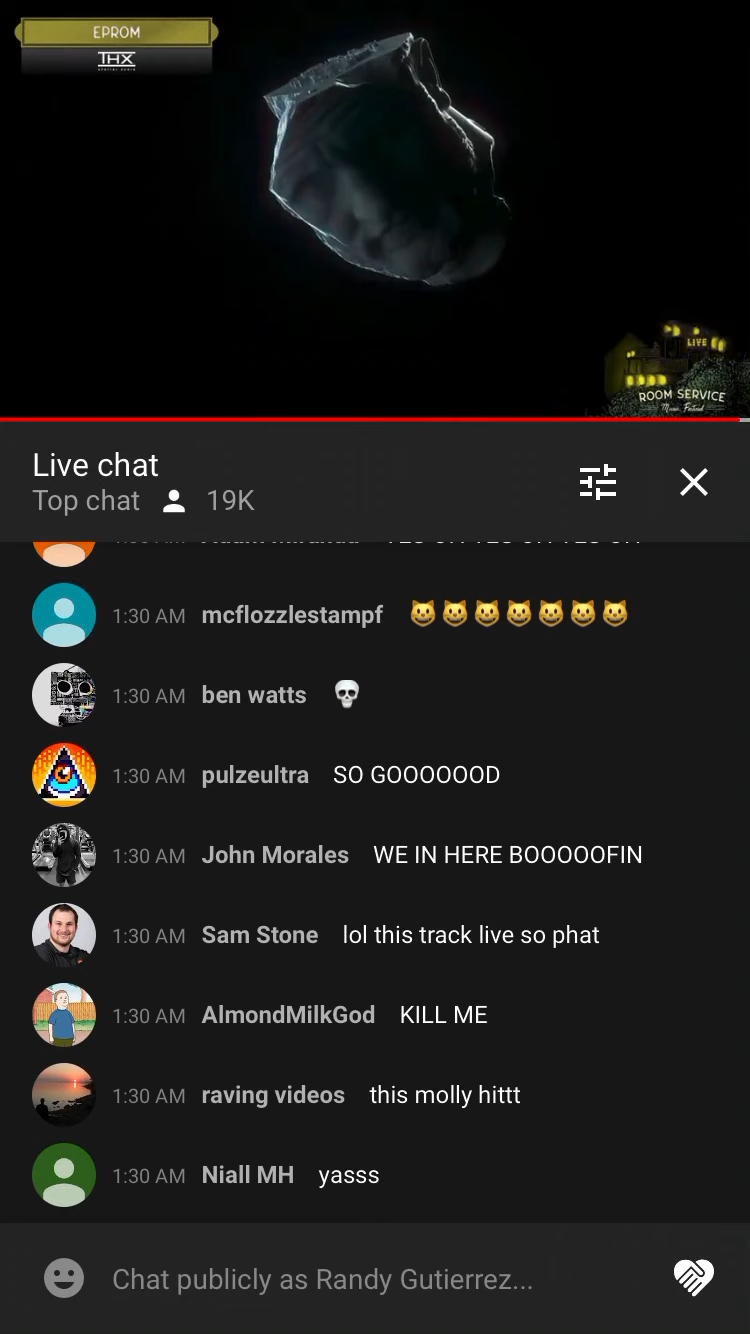 EPROM
THX
LIVE
ROOM SERVICE
Music Festival
Live chat
Top chat 19K
1:30 AM mcflozzlestampf
1:30 AM ben watts
1:30 AM pulzeultra SO GOOOOOOD
1:30 AM John Morales WE IN HERE BOOOOOFIN
1:30 AM Sam Stone lol this track live so phat
1:30 AM AlmondMilkGod KILL ME
1:30 AM raving videos this molly hittt
1:30 AM Niall MH yasss
Chat publicly as Randy Gutierrez...